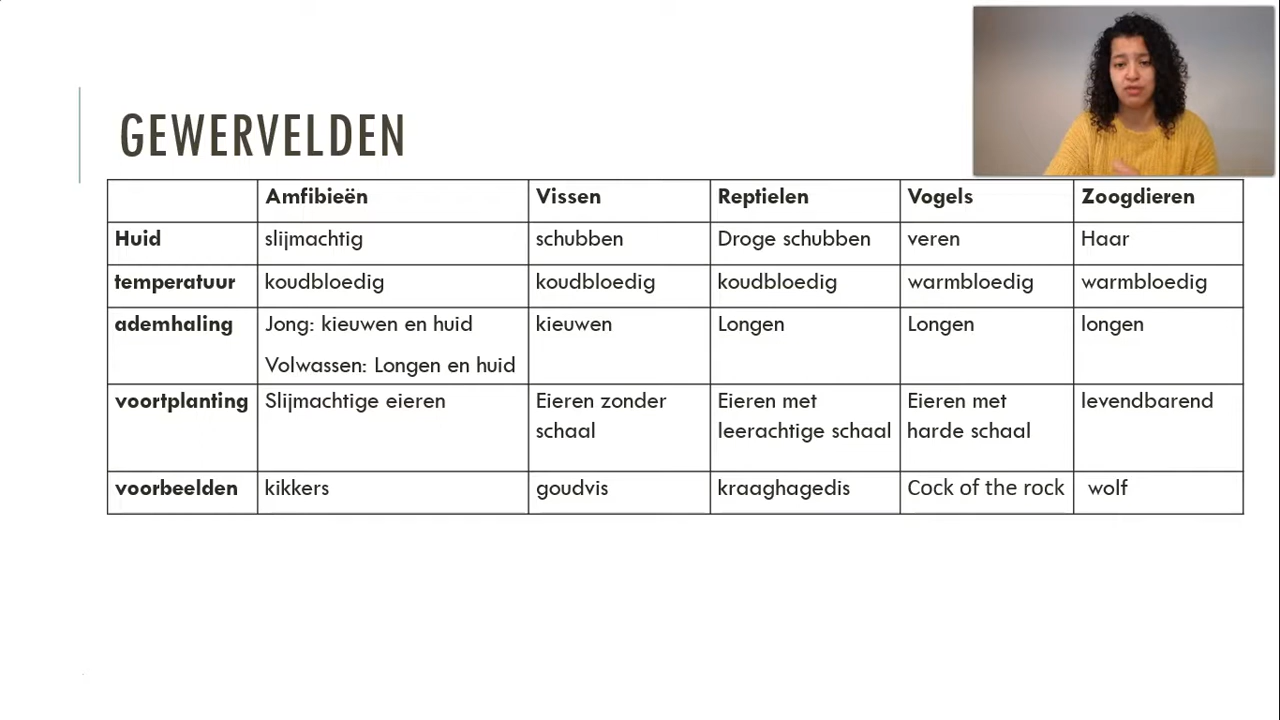 GEWERVELDEN
Amfibieën Vissen Reptielen Vogels Zoogdieren
Huid slijmachtig schubben Droge schubben veren Haar
temperatuur koudbloedig koudbloedig koudbloedig warmbloedig warmbloedig
ademhaling Jong: kieuwen en huid kieuwen Longen Longen longen
Volwassen: Longen en huid
voortplanting Slijmachtige eieren Eieren zonder Eieren met Eieren met levendbarend
schaal leerachtige schaal harde schaal
voorbeelden kikkers goudvis kraaghagedis Cock of the rock wolf